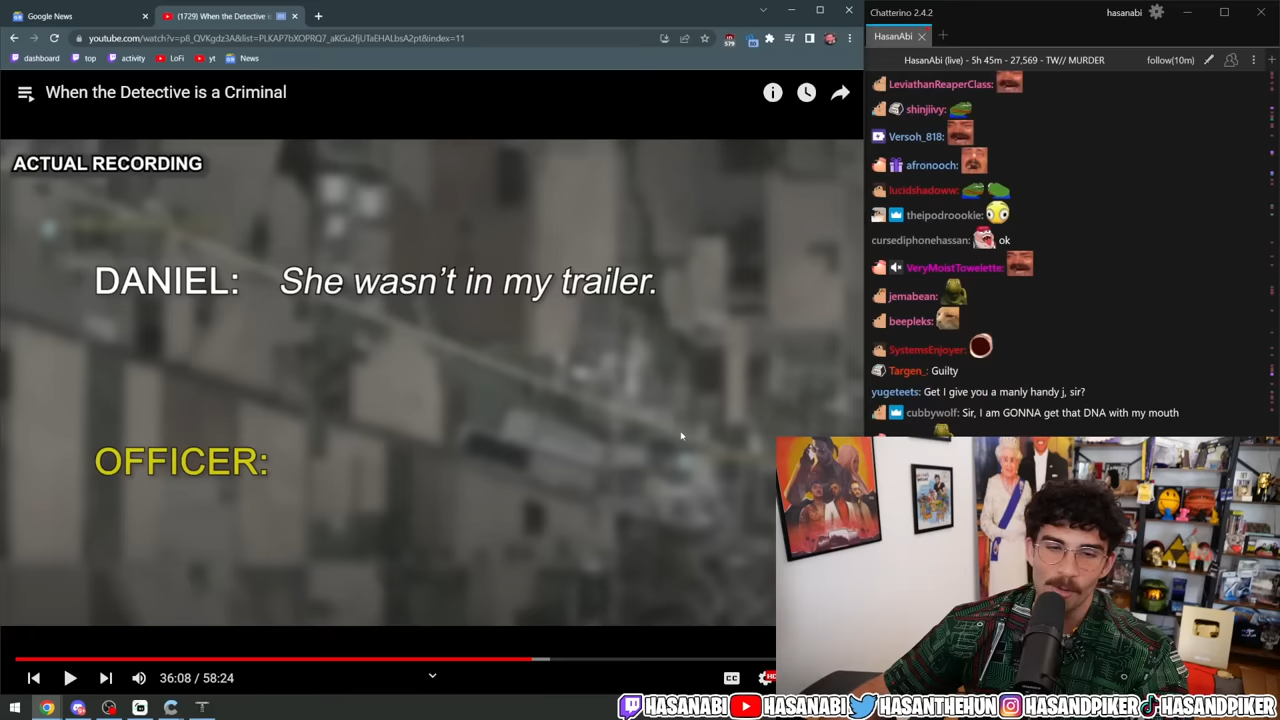 Google News
(1729) When the Detective is
youtube.com/watch?v=p8_QVKgdz3A&list=PLKAP7bXOPRQ7_aKGu2fjUTaEHALbsA2pt&index=11
579
dashboard
top
activity
LoFi
yt
News
When the Detective is a Criminal
ACTUAL RECORDING
DANIEL: She wasn't in my trailer.
OFFICER:
36:08 / 58:24
CC
HD
Chatterino 2.4.2
hasanabi
HasanAbi
HasanAbi (live) - 5h 45m - 27,569 - TW// MURDER
follow(10m)
LeviathanReaperClass:
shinjiivy:
Versoh_818:
afronooch:
lucidshadoww:
theipodroookie:
cursediphonehassan: ok
VeryMoistTowelette:
jemabean:
beepleks:
SystemsEnjoyer:
Targen_: Guilty
yugeteets: Get I give you a manly handy j, sir?
cubbywolf: Sir, I am GONNA get that DNA with my mouth
HASANABI HASANABI HASANTHEHUN HASANDPIKER HASANDPIKER